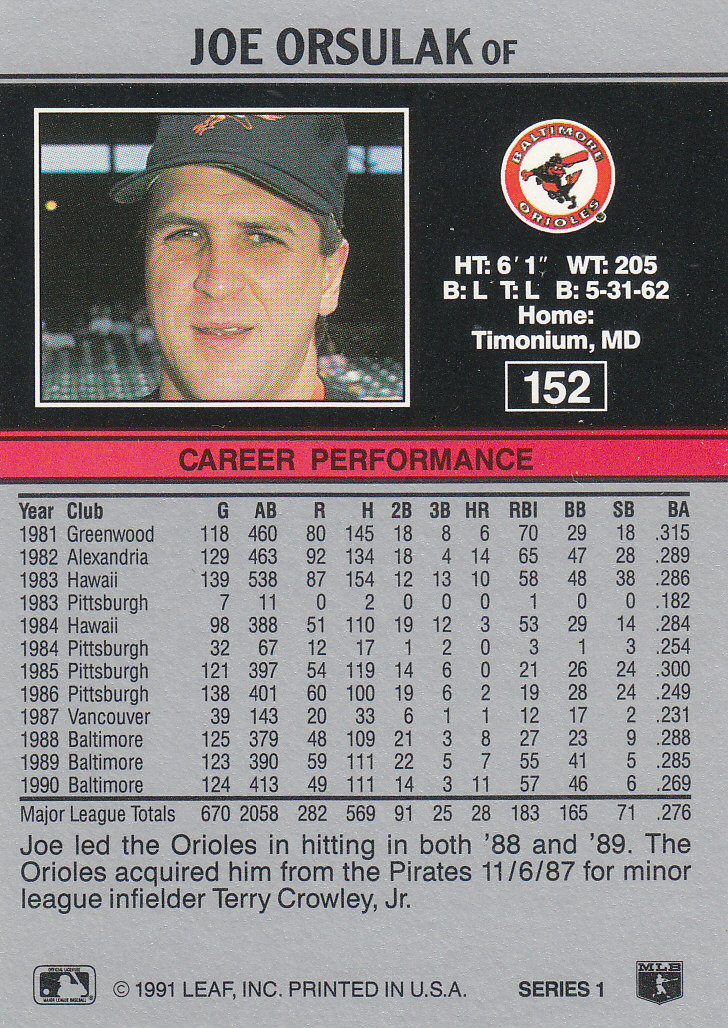 JOE ORSULAK OF
BALTIMORE
ORIOLES
HT: 6'1" WT: 205
B: L T: L B: 5-31-62
Home:
Timonium, MD
152
CAREER PERFORMANCE
Year Club G AB R H 2B 3B HR RBI BB SB BA
1981 Greenwood 118 460 80 145 18 8 6 70 29 18 .315
1982 Alexandria 129 463 92 134 18 4 14 65 47 28 .289
1983 Hawaii 139 538 87 154 12 13 10 58 48 38 .286
1983 Pittsburgh 7 11 0 2 0 0 0 1 0 0 .182
1984 Hawaii 98 388 51 110 19 12 3 53 29 14 .284
1984 Pittsburgh 32 67 12 17 1 2 0 3 1 3 .254
1985 Pittsburgh 121 397 54 119 14 6 0 21 26 24 .300
1986 Pittsburgh 138 401 60 100 19 6 2 19 28 24 .249
1987 Vancouver 39 143 20 33 6 1 1 12 17 2 .231
1988 Baltimore 125 379 48 109 21 3 8 27 23 9 .288
1989 Baltimore 123 390 59 111 22 5 7 55 41 5 .285
1990 Baltimore 124 413 49 111 14 3 11 57 46 6 .269
Major League Totals 670 2058 282 569 91 25 28 183 165 71 .276
Joe led the Orioles in hitting in both '88 and '89. The
Orioles acquired him from the Pirates 11/6/87 for minor
league infielder Terry Crowley, Jr.
OFFICIAL LICENSEE
MAJOR LEAGUE BASEBALL
© 1991 LEAF, INC. PRINTED IN U.S.A.
SERIES 1
MLB